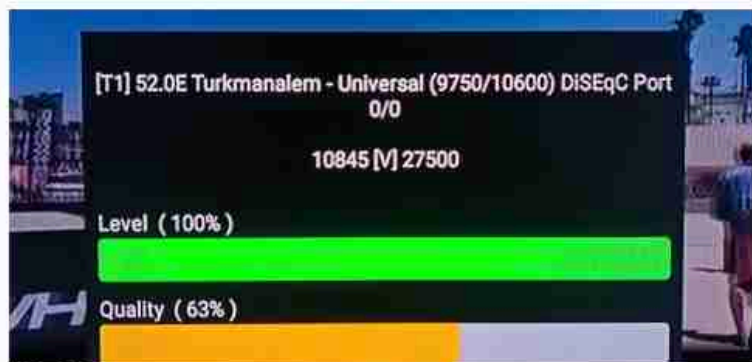 [T1] 52.0E Turkmanalem - Universal (9750/10600) DiSEqC Port
0/0
10845 [V] 27500
Level ( 100% )
Quality ( 63% )